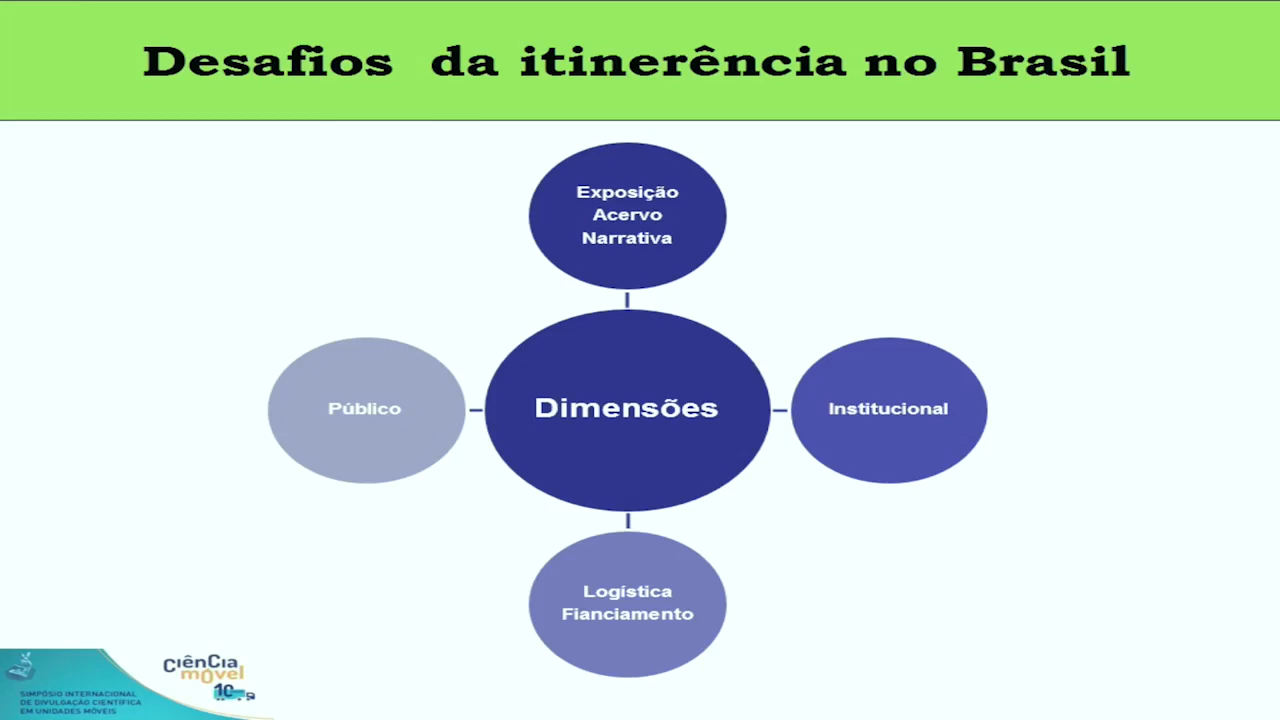 Desafios da itinerência no Brasil
Exposição
Acervo
Narrativa
Público
Dimensões
Institucional
Logística
Fianciamento
CiênCia
móvel
10
SIMPÓSIO INTERNACIONAL
DE DIVULGAÇÃO CIENTÍFICA
EM UNIDADES MÓVEIS